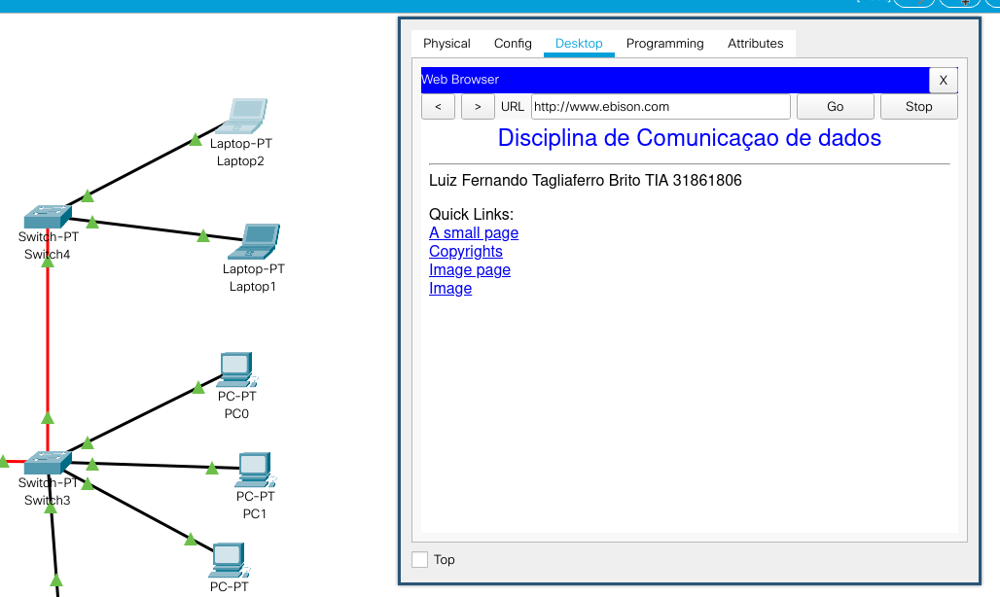 Physical Config Desktop Programming Attributes
Web Browser X
< > URL http://www.ebison.com Go Stop
Disciplina de Comunicaçao de dados
Luiz Fernando Tagliaferro Brito TIA 31861806
Quick Links:
A small page
Copyrights
Image page
Image
Top
Laptop-PT
Laptop2
Switch-PT
Switch4
Laptop-PT
Laptop1
PC-PT
PC0
Switch-PT
Switch3
PC-PT
PC1
PC-PT